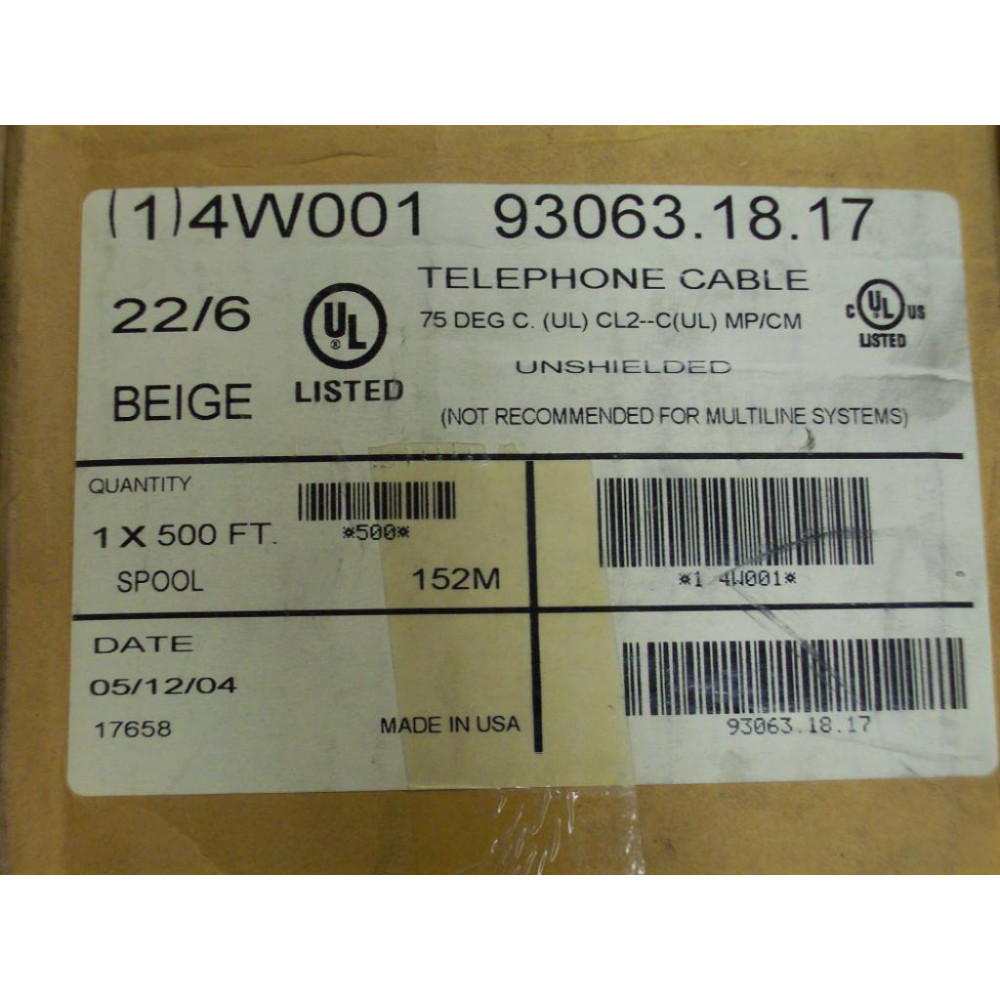 (1)4W001 93063.18.17
TELEPHONE CABLE
22/6 UL ® 75 DEG C. (UL) CL2--C(UL) MP/CM C UL US
LISTED
UNSHIELDED
BEIGE LISTED (NOT RECOMMENDED FOR MULTILINE SYSTEMS)
QUANTITY
1 X 500 FT. *500*
SPOOL 152M *1 4W001*
DATE
05/12/04
17658 MADE IN USA 93063.18.17